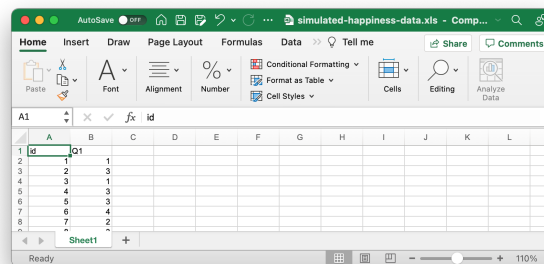 AutoSave OFF simulated-happiness-data.xls - Comp...
Home Insert Draw Page Layout Formulas Data Tell me Share Comments
Paste Font Alignment Number Conditional Formatting Format as Table Cell Styles Cells Editing Analyze Data
A1 fx id
A B C D E F G H I J K L
1 id Q1
2 1 1
3 2 3
4 3 1
5 4 3
6 5 3
7 6 4
8 7 2
Sheet1
Ready 110%